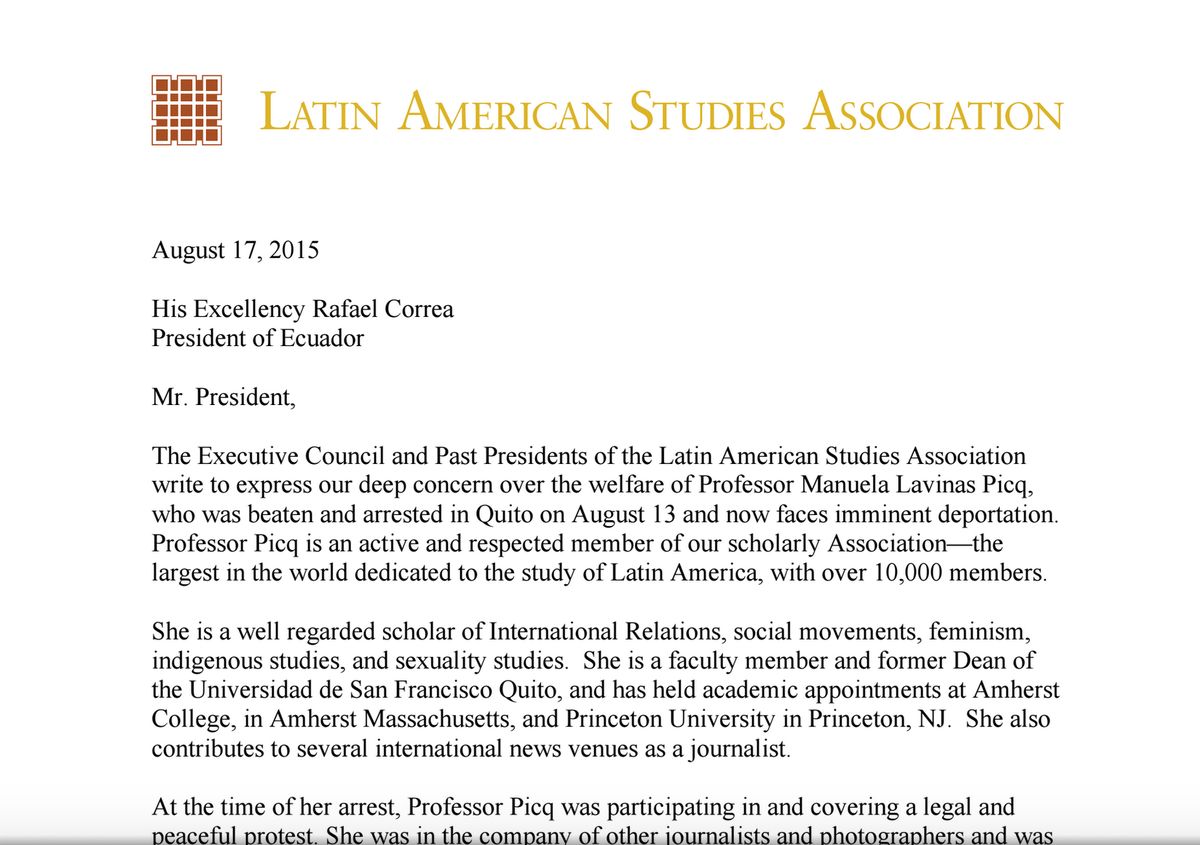 LATIN AMERICAN STUDIES ASSOCIATION
August 17, 2015
His Excellency Rafael Correa
President of Ecuador
Mr. President,
The Executive Council and Past Presidents of the Latin American Studies Association
write to express our deep concern over the welfare of Professor Manuela Lavinas Picq,
who was beaten and arrested in Quito on August 13 and now faces imminent deportation.
Professor Picq is an active and respected member of our scholarly Association—the
largest in the world dedicated to the study of Latin America, with over 10,000 members.
She is a well regarded scholar of International Relations, social movements, feminism,
indigenous studies, and sexuality studies.  She is a faculty member and former Dean of
the Universidad de San Francisco Quito, and has held academic appointments at Amherst
College, in Amherst Massachusetts, and Princeton University in Princeton, NJ.  She also
contributes to several international news venues as a journalist.
At the time of her arrest, Professor Picq was participating in and covering a legal and
peaceful protest. She was in the company of other journalists and photographers and was